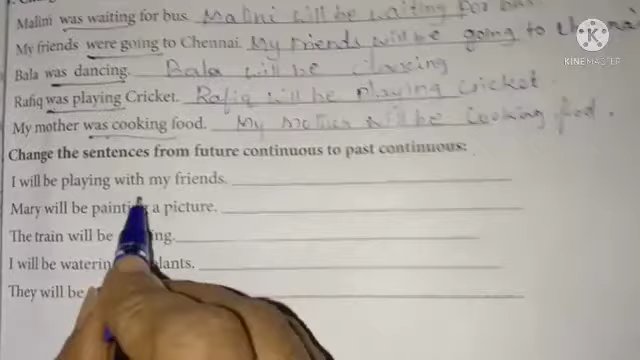 Malini was waiting for bus. Malini will be waiting for bus.
My friends were going to Chennai. My friends will be going to Chennai
Bala was dancing. Bala will be dancing
Rafiq was playing Cricket. Rafiq will be playing cricket.
My mother was cooking food. My mother will be cooking food.
Change the sentences from future continuous to past continuous:
I will be playing with my friends.
Mary will be painting a picture.
The train will be
I will be watering plants.
They will be
KINEMASTER